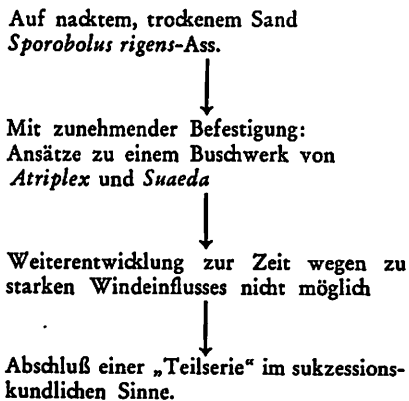 Auf nacktem, trockenem Sand
Sporobolus rigens-Ass.
Mit zunehmender Befestigung:
Ansätze zu einem Buschwerk von
Atriplex und Suaeda
Weiterentwicklung zur Zeit wegen zu
starken Windeinflusses nicht möglich
Abschluß einer „Teilserie“ im sukzessions-
kundlichen Sinne.